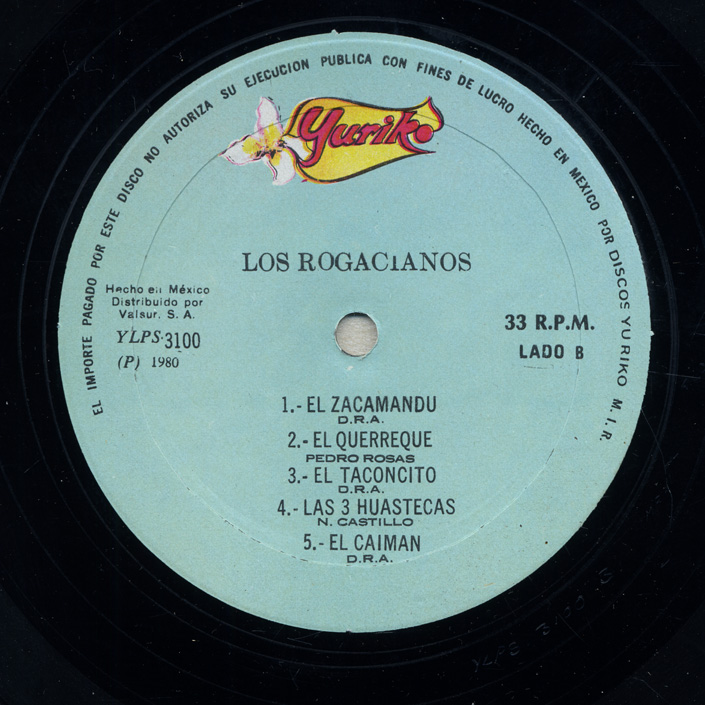 EL IMPORTE PAGADO POR ESTE DISCO NO AUTORIZA SU EJECUCION PUBLICA CON FINES DE LUCRO HECHO EN MEXICO POR DISCOS YURIKO M.I.R.
Yuriko
LOS ROGACIANOS
Hecho en México
Distribuido por
Valsur. S. A.
YLPS-3100
(P) 1980
33 R.P.M.
LADO B
1.- EL ZACAMANDU
D.R.A.
2.- EL QUERREQUE
PEDRO ROSAS
3.- EL TACONCITO
D.R.A.
4.- LAS 3 HUASTECAS
N. CASTILLO
5.- EL CAIMAN
D.R.A.
YLPS 3100 B